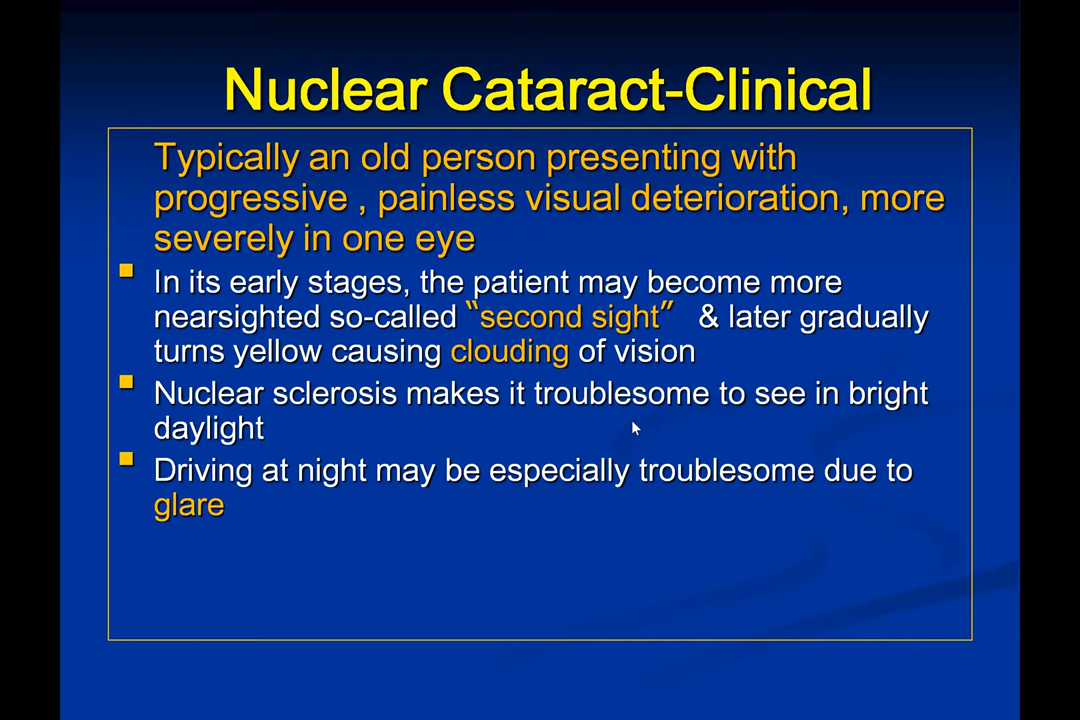 Nuclear Cataract-Clinical
Typically an old person presenting with
progressive , painless visual deterioration, more
severely in one eye
In its early stages, the patient may become more
nearsighted so-called “second sight” & later gradually
turns yellow causing clouding of vision
Nuclear sclerosis makes it troublesome to see in bright
daylight
Driving at night may be especially troublesome due to
glare